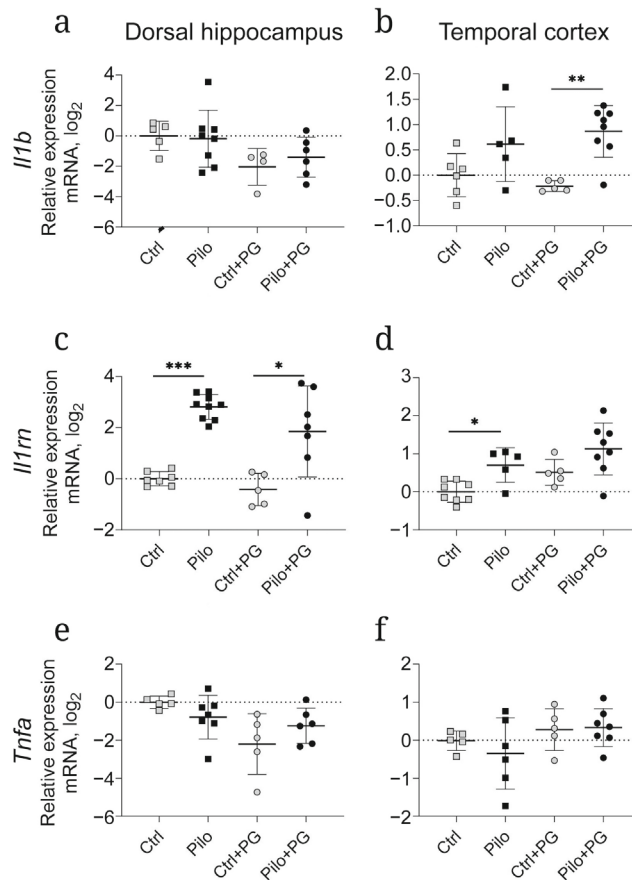 a
Dorsal hippocampus
b
Temporal cortex
Il1b
Relative expression
mRNA, log2
4
2
0
−2
−4
−6
Ctrl
Pilo
Ctrl+PG
Pilo+PG
**
2.0
1.5
1.0
0.5
0.0
−0.5
−1.0
Ctrl
Pilo
Ctrl+PG
Pilo+PG
c
d
Il1rn
Relative expression
mRNA, log2
***
*
4
2
0
−2
Ctrl
Pilo
Ctrl+PG
Pilo+PG
*
3
2
1
0
−1
Ctrl
Pilo
Ctrl+PG
Pilo+PG
e
f
Tnfa
Relative expression
mRNA, log2
2
0
−2
−4
−6
Ctrl
Pilo
Ctrl+PG
Pilo+PG
2
1
0
−1
−2
Ctrl
Pilo
Ctrl+PG
Pilo+PG